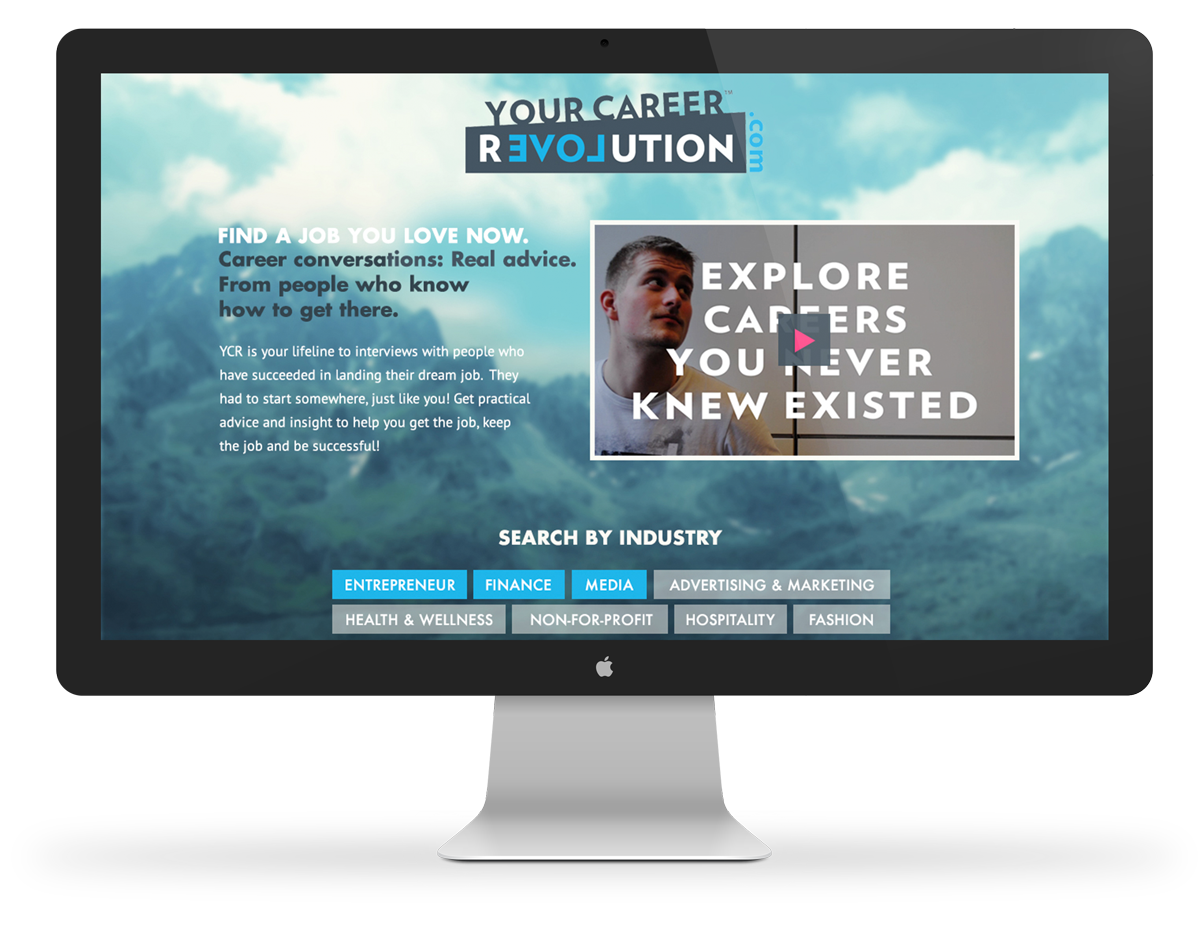 YOUR CAREER™
REVOLUTION
.com
FIND A JOB YOU LOVE NOW.
Career conversations: Real advice.
From people who know
how to get there.
YCR is your lifeline to interviews with people who
have succeeded in landing their dream job. They
had to start somewhere, just like you! Get practical
advice and insight to help you get the job, keep
the job and be successful!
EXPLORE
CAREERS
YOU NEVER
KNEW EXISTED
SEARCH BY INDUSTRY
ENTREPRENEUR FINANCE MEDIA ADVERTISING & MARKETING
HEALTH & WELLNESS NON-FOR-PROFIT HOSPITALITY FASHION